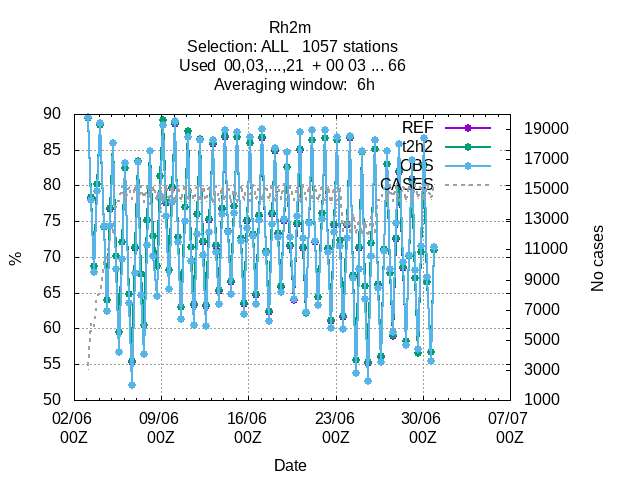 Rh2m
Selection: ALL   1057 stations
Used  00,03,...,21  + 00 03 ... 66
Averaging window:  6h
90
85
80
75
70
65
60
55
50
%
19000
17000
15000
13000
11000
9000
7000
5000
3000
1000
No cases
REF
t2h2
OBS
CASES
02/06 09/06 16/06 23/06 30/06 07/07
00Z 00Z 00Z 00Z 00Z 00Z
Date